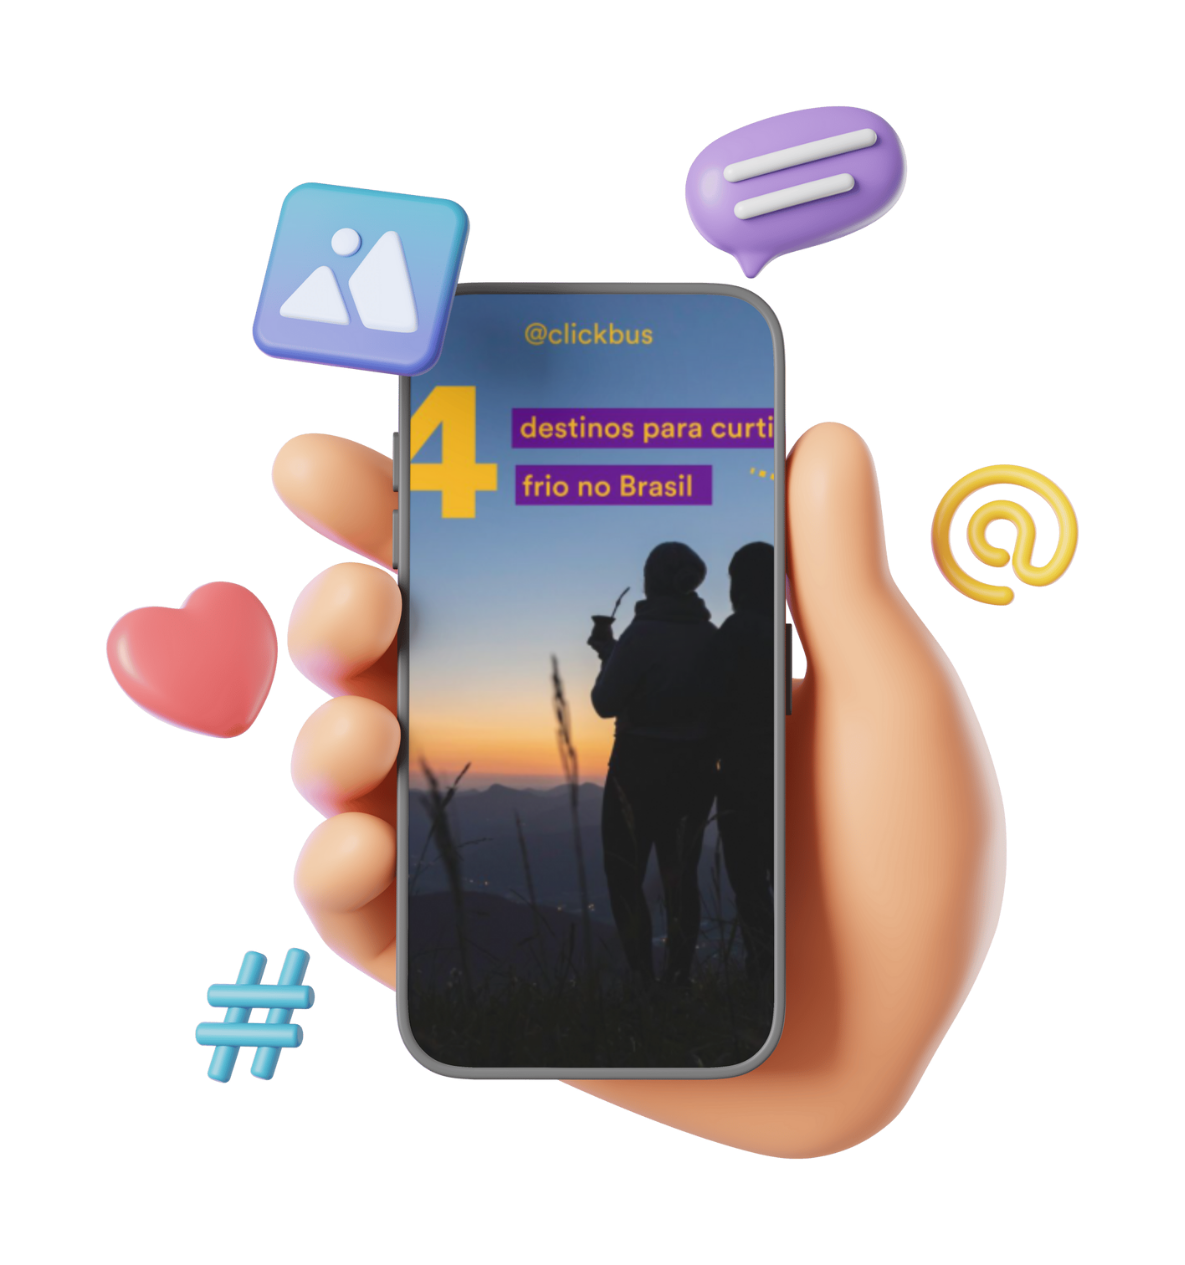 @clickbus
4
destinos para curti
frio no Brasil